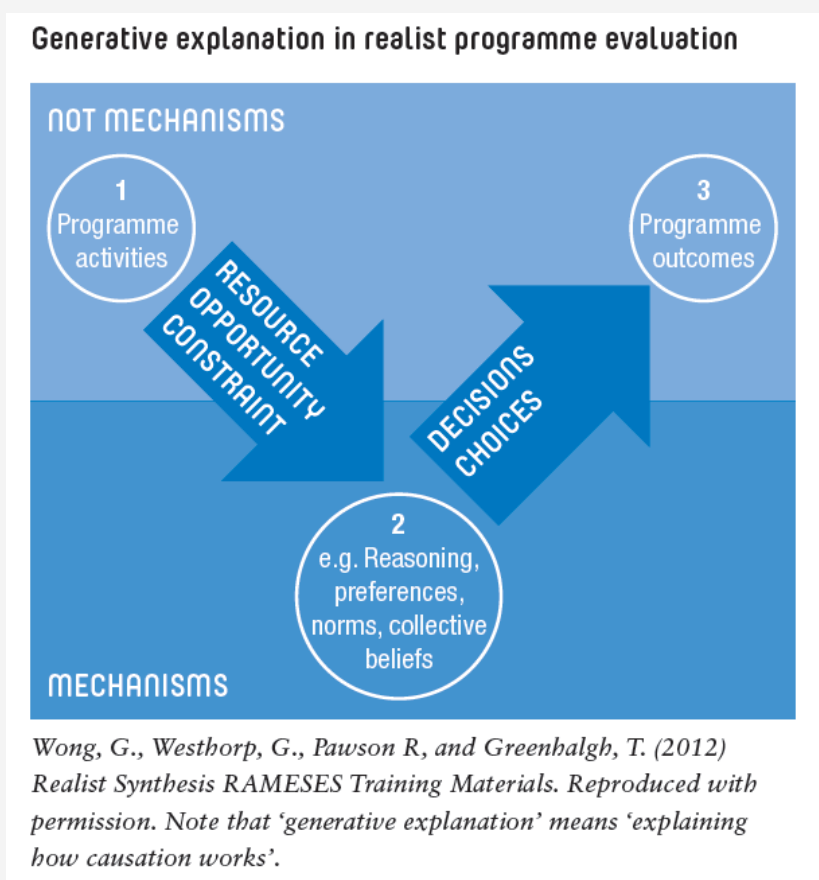 Generative explanation in realist programme evaluation
NOT MECHANISMS
1
Programme
activities
3
Programme
outcomes
RESOURCE
OPPORTUNITY
CONSTRAINT
DECISIONS
CHOICES
2
e.g. Reasoning,
preferences,
norms, collective
beliefs
MECHANISMS
Wong, G., Westhorp, G., Pawson R, and Greenhalgh, T. (2012)
Realist Synthesis RAMESES Training Materials. Reproduced with
permission. Note that ‘generative explanation’ means ‘explaining
how causation works’.